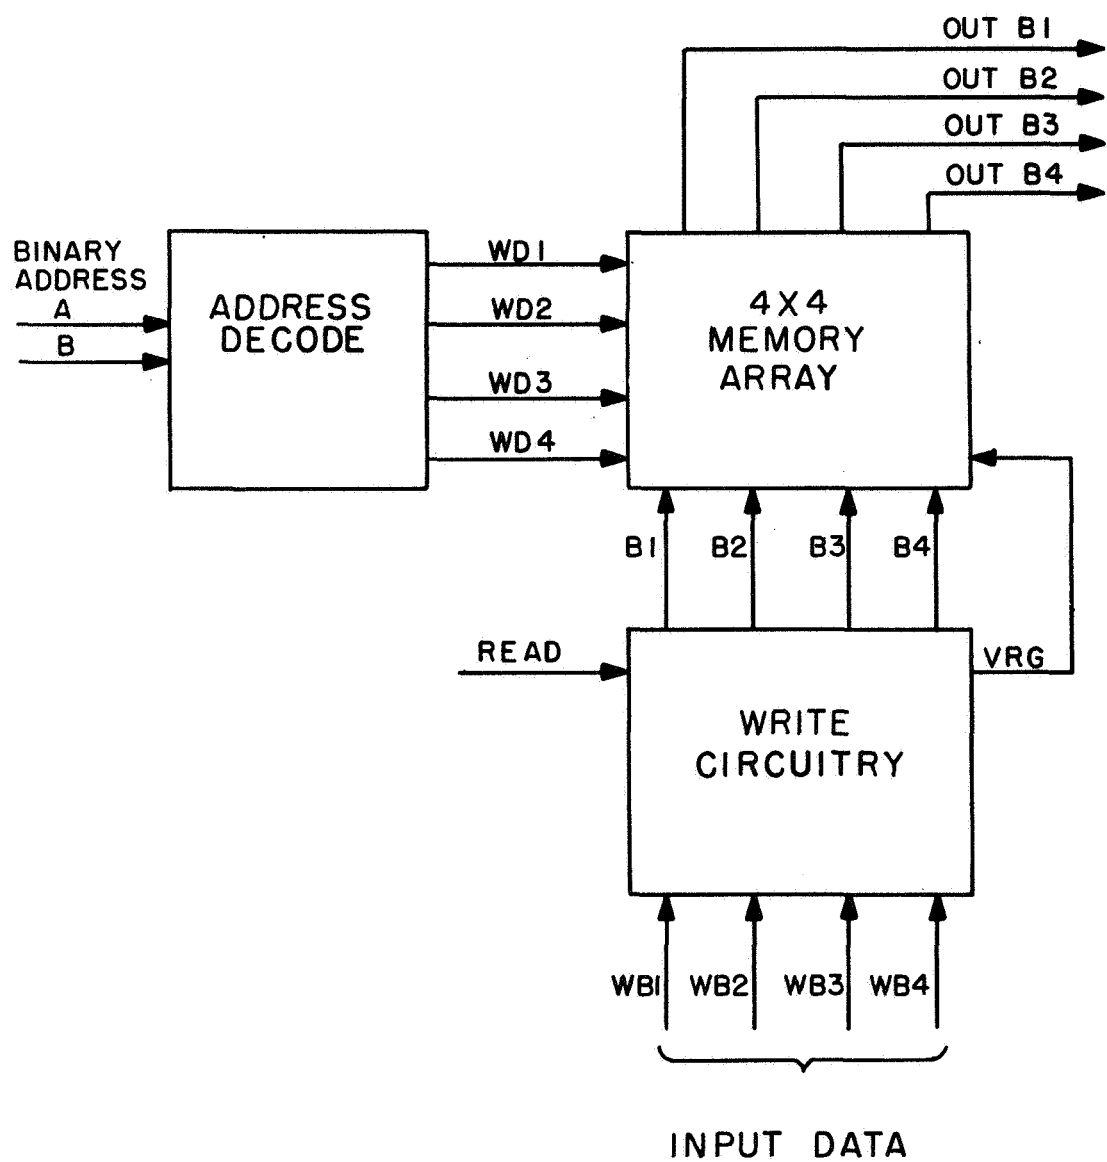 OUT B1
OUT B2
OUT B3
OUT B4
BINARY
ADDRESS
A
B
ADDRESS
DECODE
WD1
WD2
WD3
WD4
4X4
MEMORY
ARRAY
B1 B2 B3 B4
READ
VRG
WRITE
CIRCUITRY
WB1 WB2 WB3 WB4
INPUT DATA